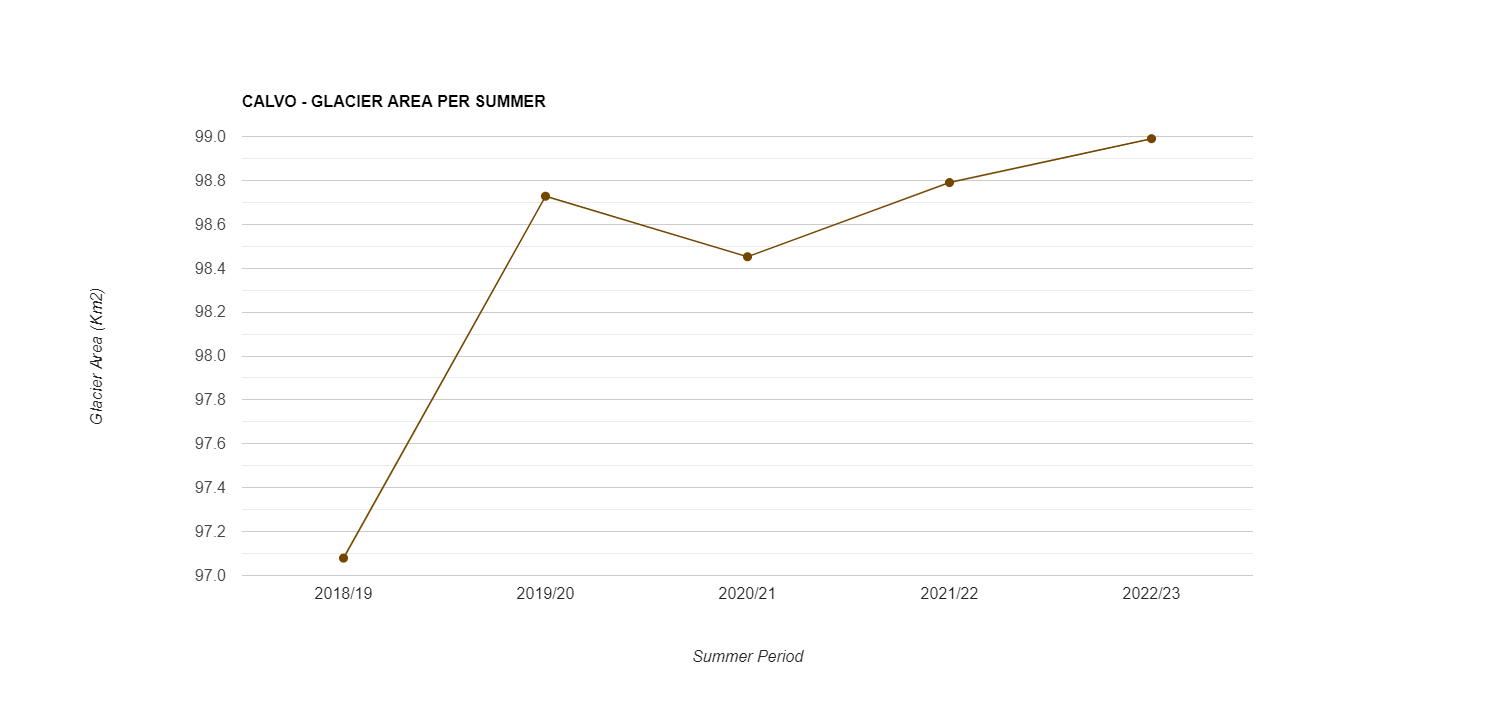 CALVO - GLACIER AREA PER SUMMER
99.0
98.8
98.6
98.4
98.2
98.0
97.8
97.6
97.4
97.2
97.0
Glacier Area (Km2)
2018/19 2019/20 2020/21 2021/22 2022/23
Summer Period